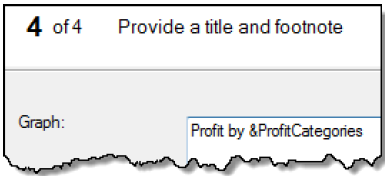 4 of 4 Provide a title and footnote
Graph:
Profit by &ProfitCategories